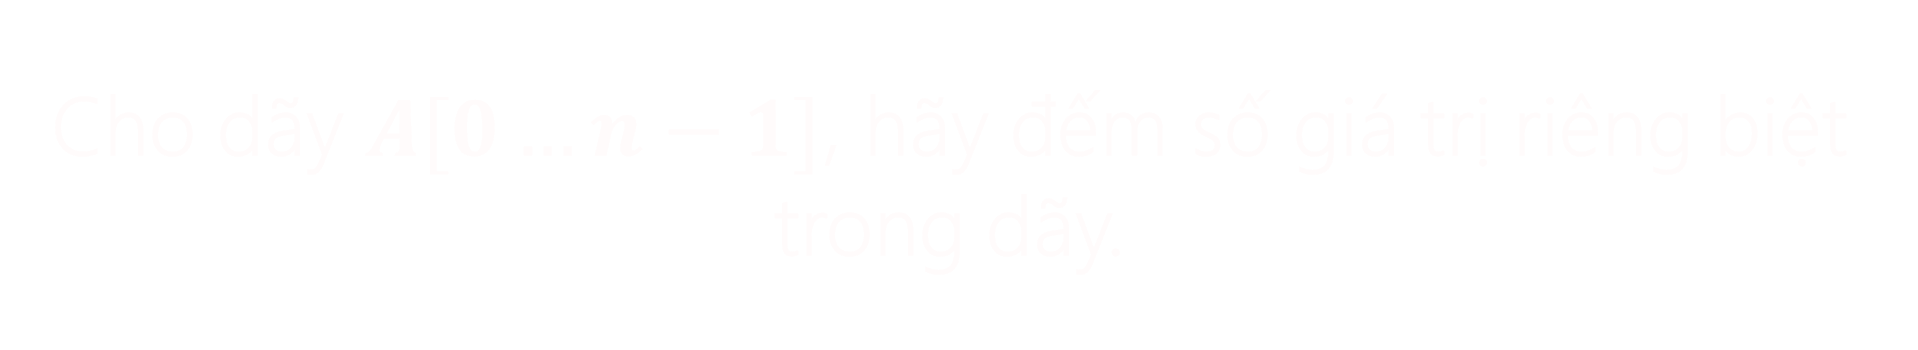 Cho dãy A[0 … n − 1], hãy đếm số giá trị riêng biệt
trong dãy.